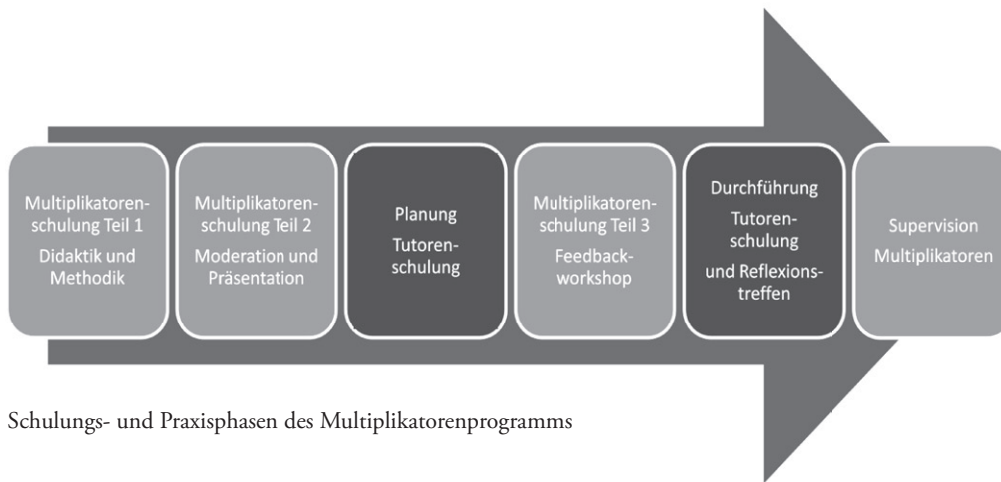 Multiplikatoren-
schulung Teil 1
Didaktik und
Methodik
Multiplikatoren-
schulung Teil 2
Moderation und
Präsentation
Planung
Tutoren-
schulung
Multiplikatoren-
schulung Teil 3
Feedback-
workshop
Durchführung
Tutoren-
schulung
und Reflexions-
treffen
Supervision
Multiplikatoren
Schulungs- und Praxisphasen des Multiplikatorenprogramms